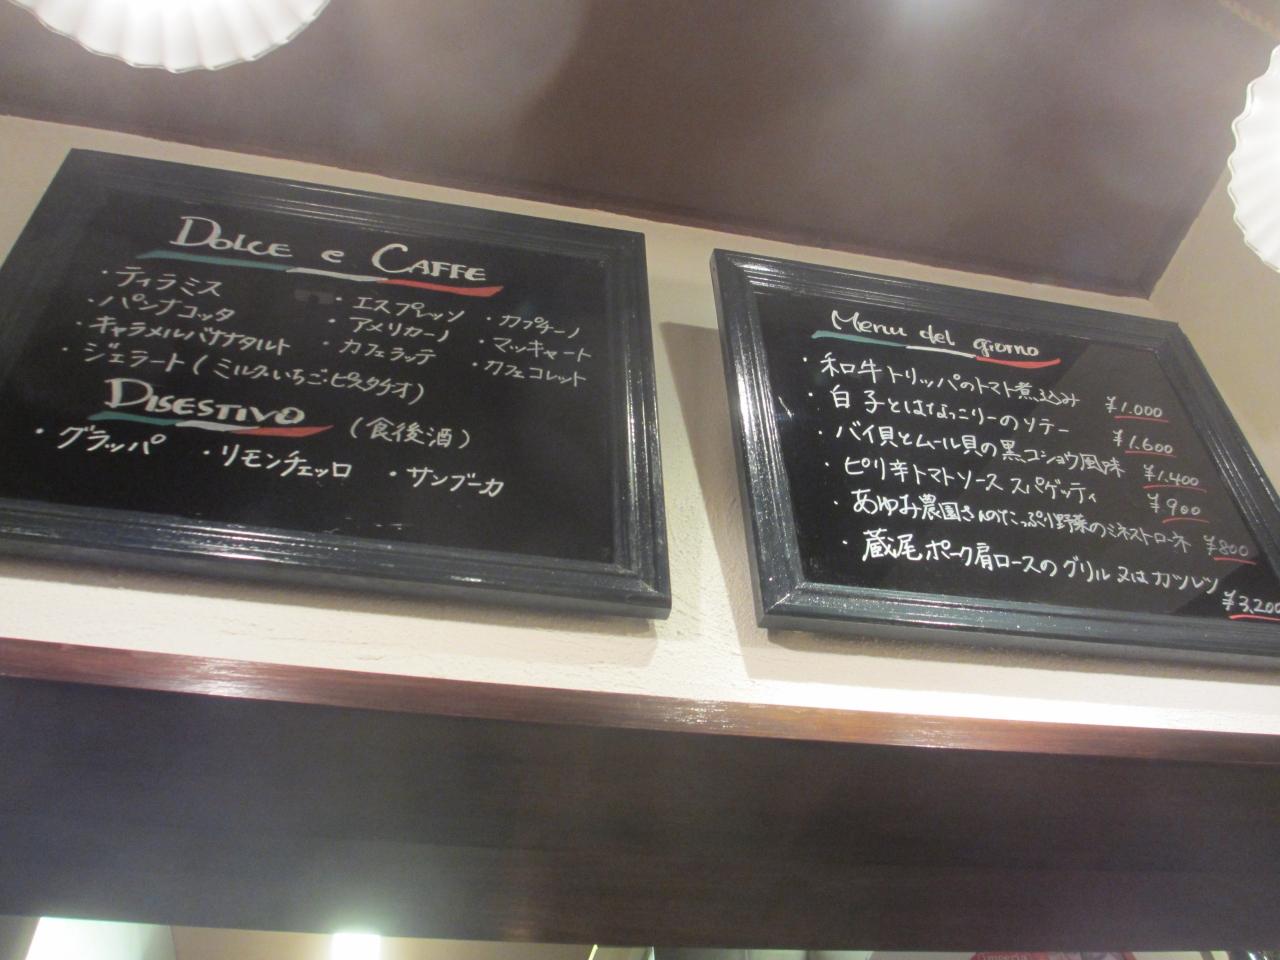 DOLCE e CAFFE
・ティラミス
・パンナコッタ
・キャラメルバナナタルト
・ジェラート(ミルク・いちご・ピスタチオ)
・エスプレッソ ・カプチーノ
・アメリカーノ ・マッキャート
・カフェラッテ ・カフェコレット
DISESTIVO (食後酒)
・グラッパ ・リモンチェッロ ・サンブーカ
Menu del giorno
・和牛トリッパのトマト煮込み ¥1.000
・白子とはなっこりーのソテー ¥1.600
・バイ貝とムール貝の黒コショウ風味 ¥1.400
・ピリ辛トマトソース スパゲッティ ¥900
・あゆみ農園さんのたっぷり野菜のミネストローネ ¥800
・蔵尾ポーク肩ロースのグリル又はカツレツ ¥3,200